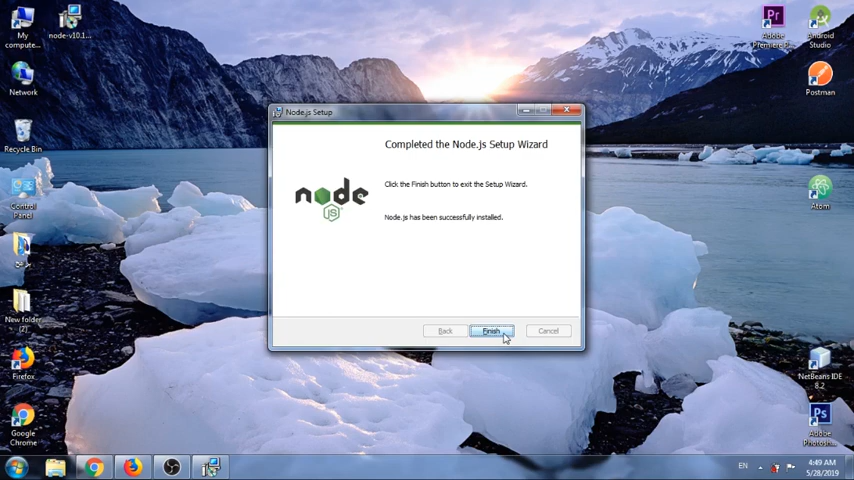 My
compute...
node-v10.1...
Adobe
Premiere P...
Android
Studio
Network
Postman
Recycle Bin
Control
Panel
Atom
New folder
(2)
Firefox
NetBeans IDE
8.2
Google
Chrome
Adobe
Photosh...
Node.js Setup
Completed the Node.js Setup Wizard
Click the Finish button to exit the Setup Wizard.
Node.js has been successfully installed.
node
JS
Back
Finish
Cancel
Pr
Ps
EN
4:49 AM
5/28/2019